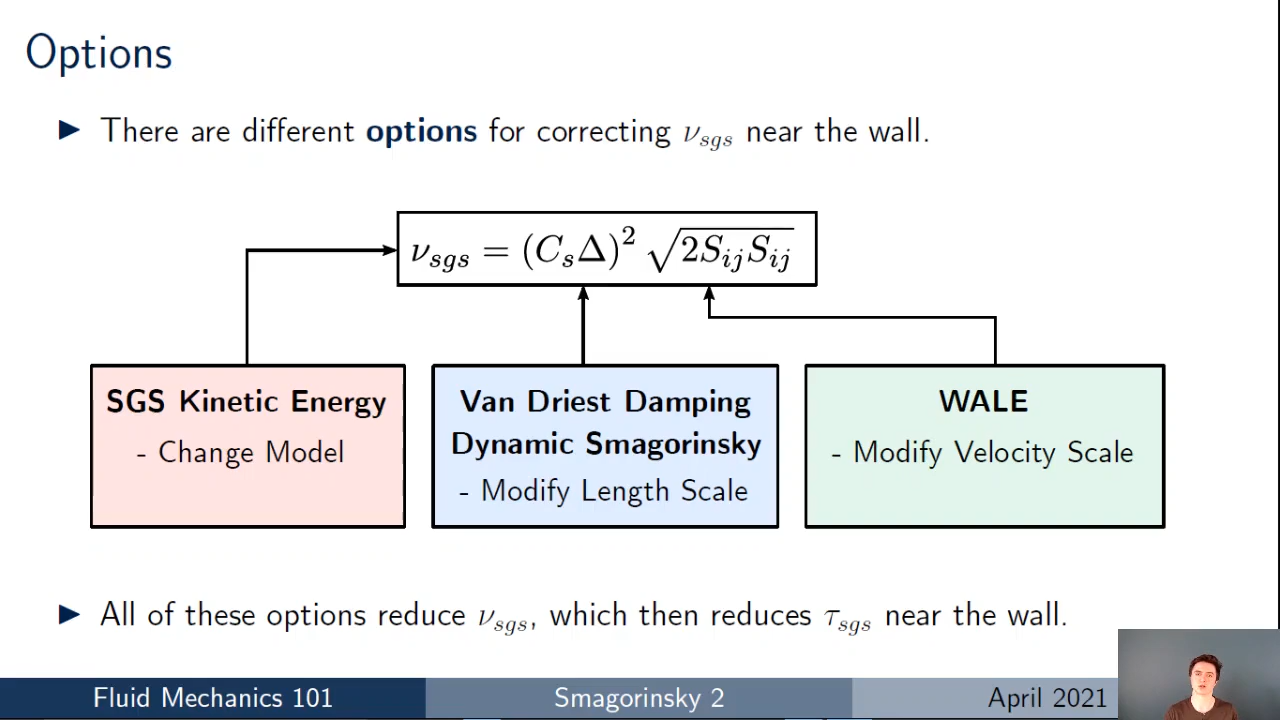 Options
▶ There are different options for correcting ν_sgs near the wall.
ν_sgs = (C_s Δ)² √(2S_ij S_ij)
SGS Kinetic Energy
- Change Model
Van Driest Damping
Dynamic Smagorinsky
- Modify Length Scale
WALE
- Modify Velocity Scale
▶ All of these options reduce ν_sgs, which then reduces τ_sgs near the wall.
Fluid Mechanics 101
Smagorinsky 2
April 2021